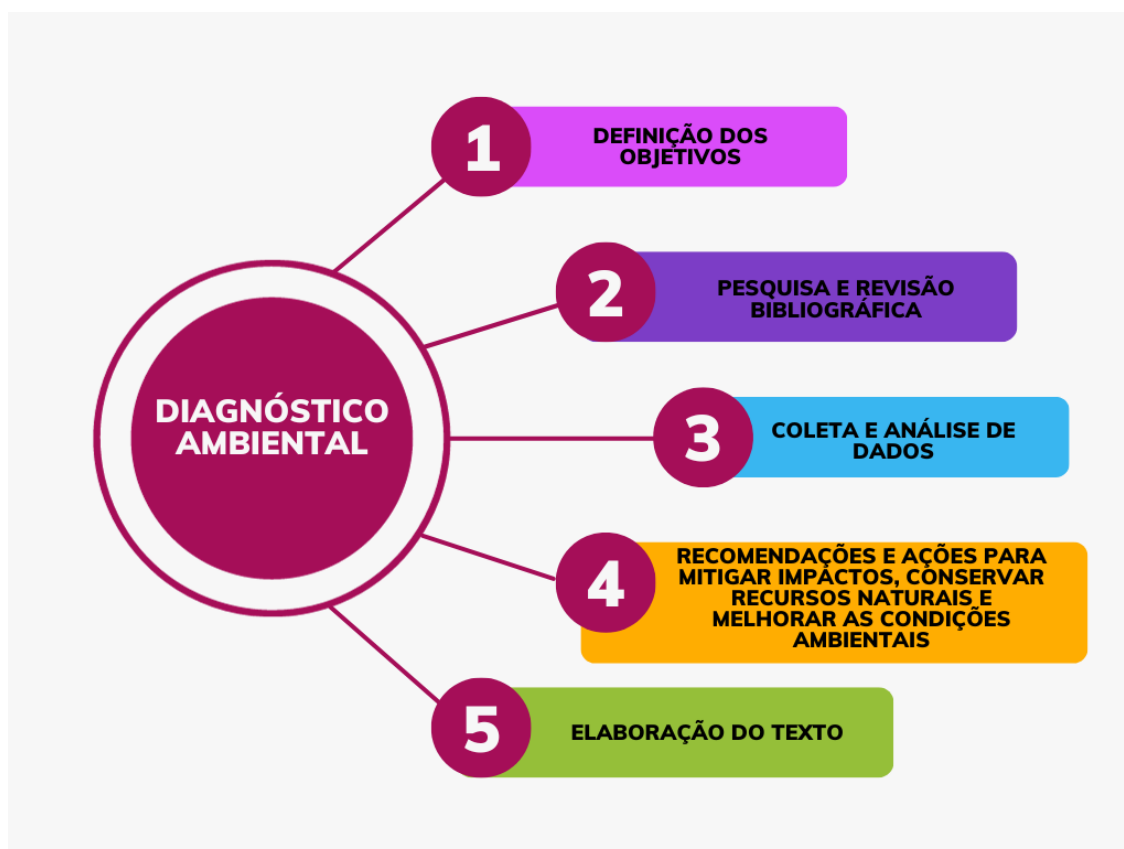 1
DEFINIÇÃO DOS
OBJETIVOS
2
PESQUISA E REVISÃO
BIBLIOGRÁFICA
DIAGNÓSTICO
AMBIENTAL
3
COLETA E ANÁLISE DE
DADOS
4
RECOMENDAÇÕES E AÇÕES PARA
MITIGAR IMPACTOS, CONSERVAR
RECURSOS NATURAIS E
MELHORAR AS CONDIÇÕES
AMBIENTAIS
5
ELABORAÇÃO DO TEXTO